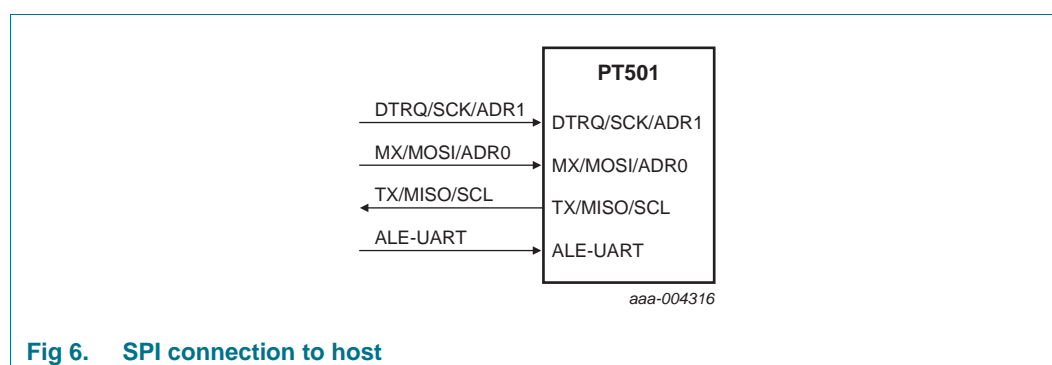 PT501
DTRQ/SCK/ADR1 DTRQ/SCK/ADR1
MX/MOSI/ADR0 MX/MOSI/ADR0
TX/MISO/SCL TX/MISO/SCL
ALE-UART ALE-UART
aaa-004316
Fig 6. SPI connection to host